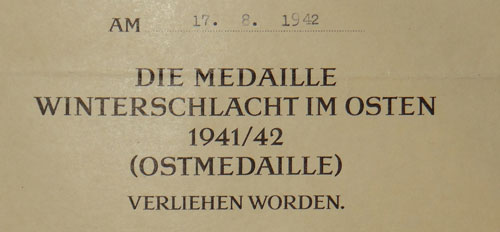 AM 17. 8. 1942
DIE MEDAILLE
WINTERSCHLACHT IM OSTEN
1941/42
(OSTMEDAILLE)
VERLIEHEN WORDEN.